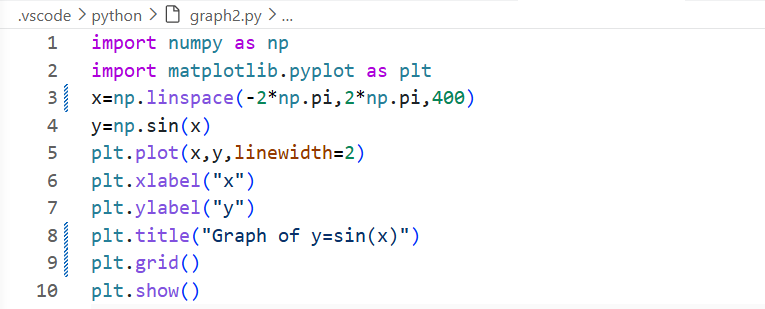 .vscode > python > graph2.py > ...
1 import numpy as np
2 import matplotlib.pyplot as plt
3 x=np.linspace(-2*np.pi,2*np.pi,400)
4 y=np.sin(x)
5 plt.plot(x,y,linewidth=2)
6 plt.xlabel("x")
7 plt.ylabel("y")
8 plt.title("Graph of y=sin(x)")
9 plt.grid()
10 plt.show()